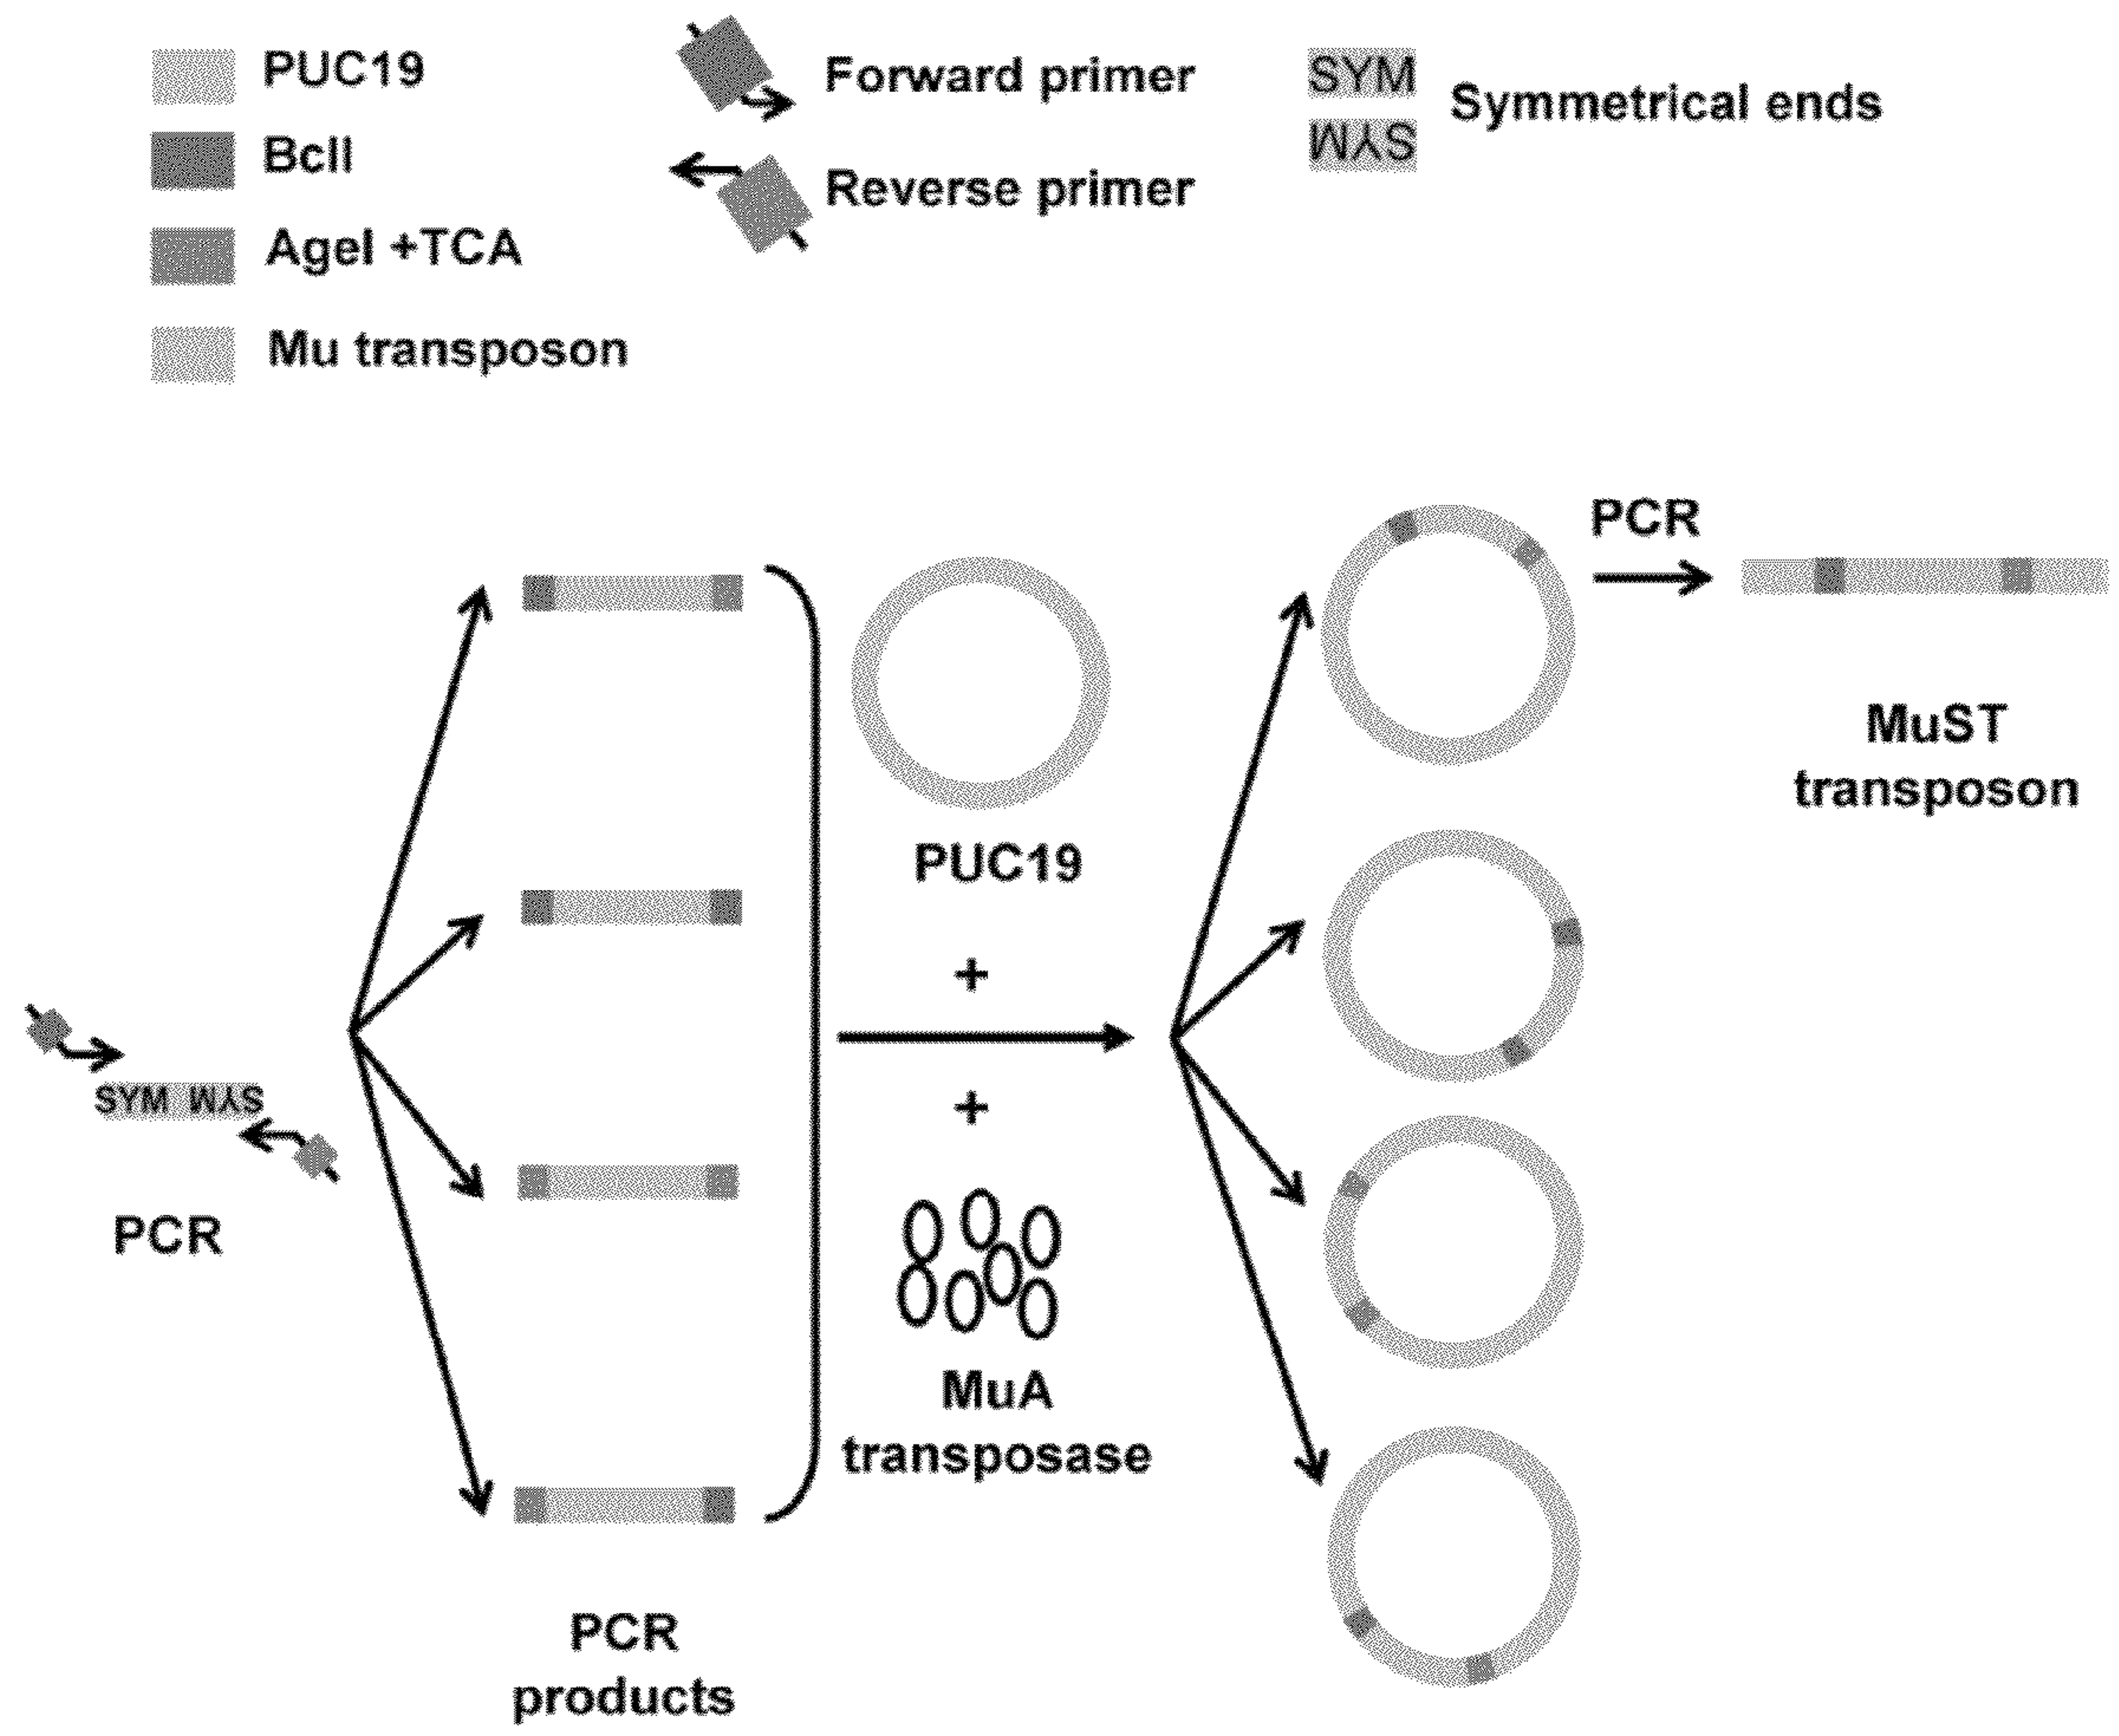 PUC19
BclI
AgeI +TCA
Mu transposon
Forward primer
Reverse primer
SYM
SYM
Symmetrical ends
PCR
MuST
transposon
PUC19
+
SYM SYM
PCR
+
MuA
transposase
PCR
products